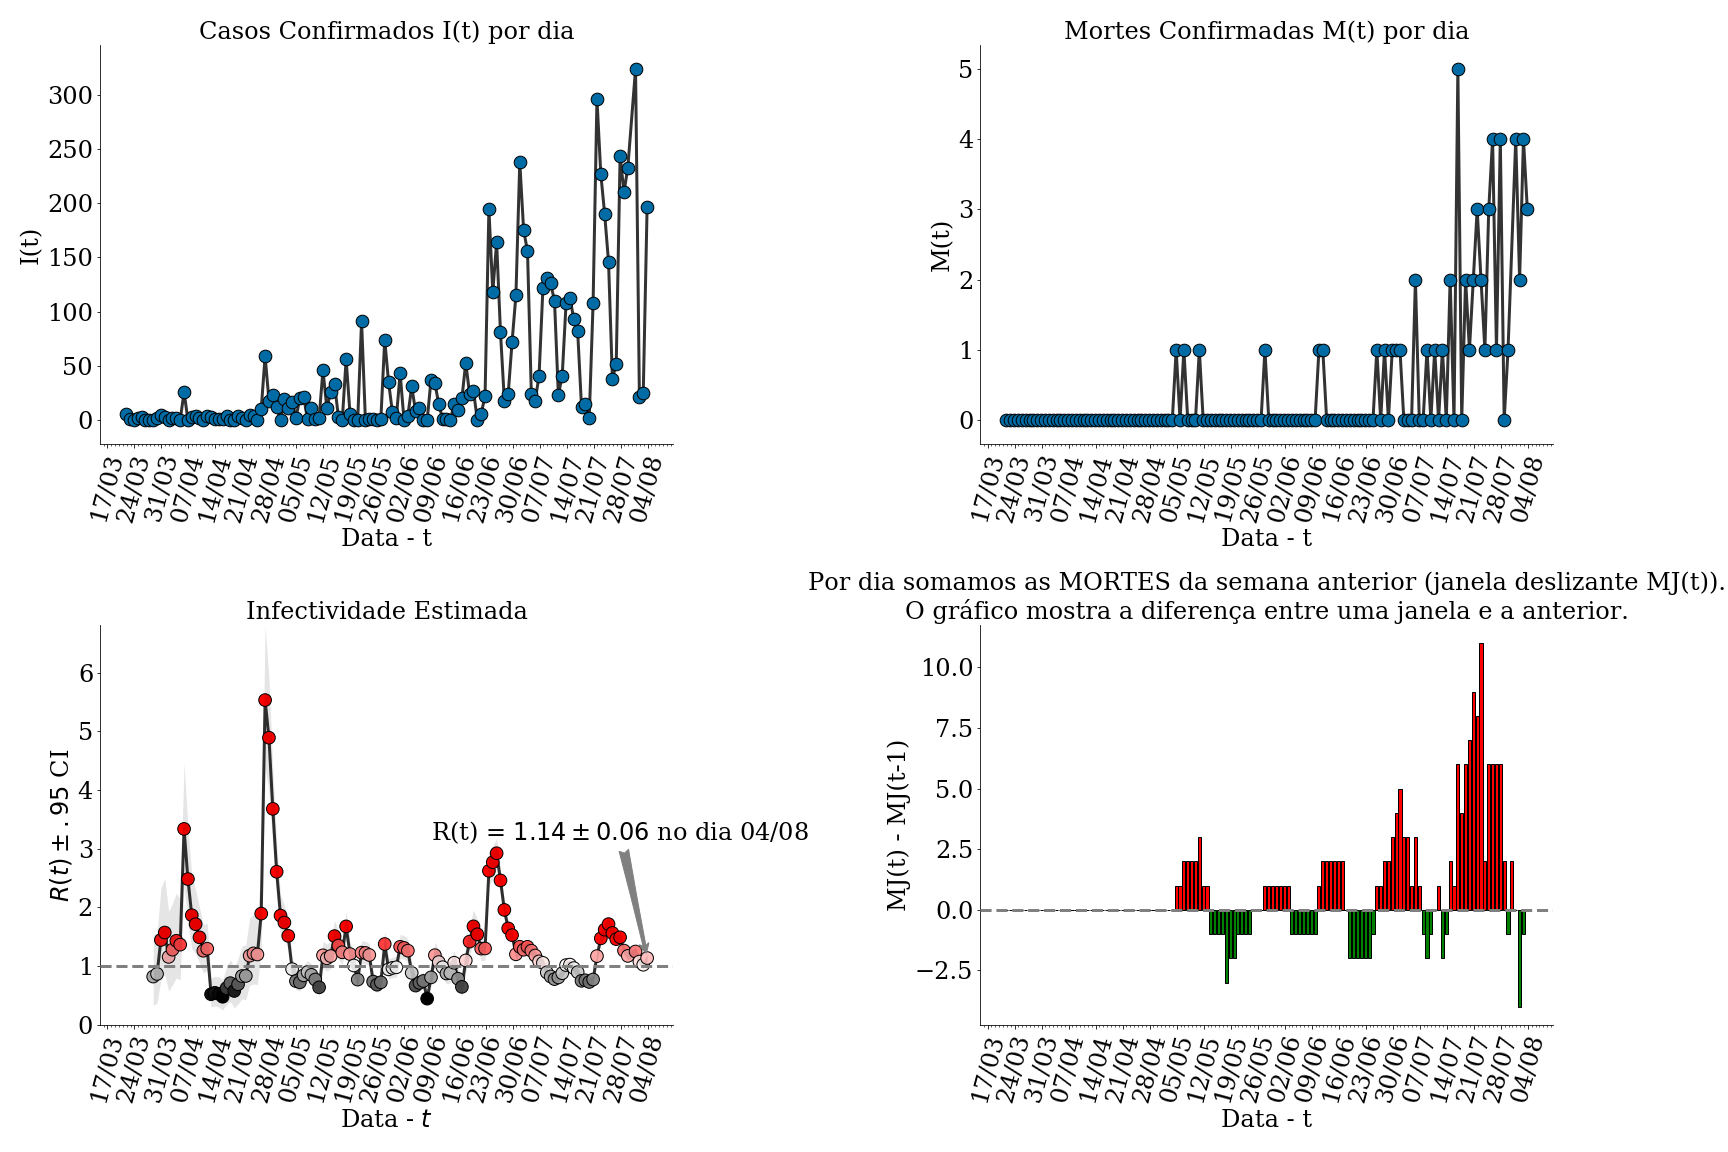 Casos Confirmados I(t) por dia
I(t)
300
250
200
150
100
50
0
17/03 24/03 31/03 07/04 14/04 21/04 28/04 05/05 12/05 19/05 26/05 02/06 09/06 16/06 23/06 30/06 07/07 14/07 21/07 28/07 04/08
Data - t
Mortes Confirmadas M(t) por dia
M(t)
5
4
3
2
1
0
17/03 24/03 31/03 07/04 14/04 21/04 28/04 05/05 12/05 19/05 26/05 02/06 09/06 16/06 23/06 30/06 07/07 14/07 21/07 28/07 04/08
Data - t
Infectividade Estimada
R(t) ± .95 CI
6
5
4
3
2
1
0
R(t) = 1.14 ± 0.06 no dia 04/08
17/03 24/03 31/03 07/04 14/04 21/04 28/04 05/05 12/05 19/05 26/05 02/06 09/06 16/06 23/06 30/06 07/07 14/07 21/07 28/07 04/08
Data - t
Por dia somamos as MORTES da semana anterior (janela deslizante MJ(t)).
O gráfico mostra a diferença entre uma janela e a anterior.
MJ(t) - MJ(t-1)
10.0
7.5
5.0
2.5
0.0
−2.5
17/03 24/03 31/03 07/04 14/04 21/04 28/04 05/05 12/05 19/05 26/05 02/06 09/06 16/06 23/06 30/06 07/07 14/07 21/07 28/07 04/08
Data - t